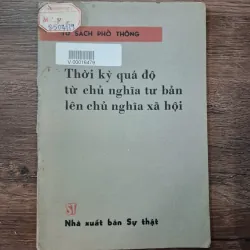 TỦ SÁCH PHỔ THÔNG
Thời kỳ quá độ
từ chủ nghĩa tư bản
lên chủ nghĩa xã hội
ST
Nhà xuất bản Sự thật